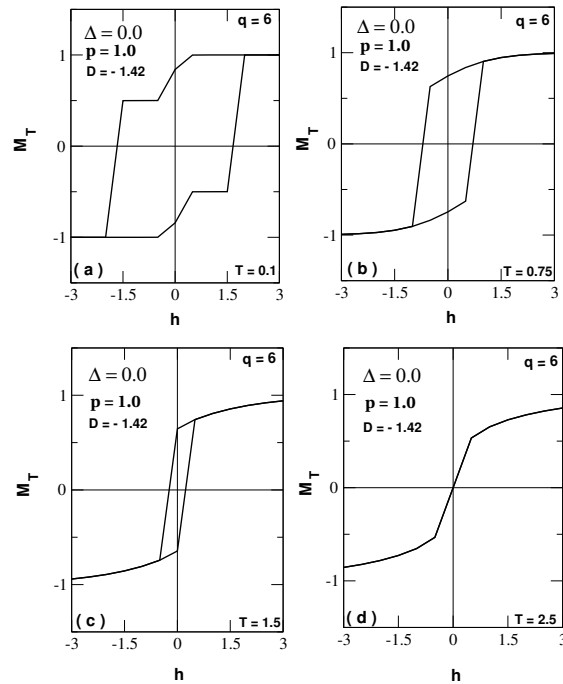 q = 6
Δ = 0.0
p = 1.0
D = - 1.42
1
0
-1
M_T
( a )
T = 0.1
-3 -1.5 0 1.5 3
h
q = 6
Δ = 0.0
p = 1.0
D = - 1.42
1
0
-1
M_T
( b )
T = 0.75
-3 -1.5 0 1.5 3
h
q = 6
Δ = 0.0
p = 1.0
D = - 1.42
1
0
-1
M_T
( c )
T = 1.5
-3 -1.5 0 1.5 3
h
q = 6
Δ = 0.0
p = 1.0
D = - 1.42
1
0
-1
M_T
( d )
T = 2.5
-3 -1.5 0 1.5 3
h